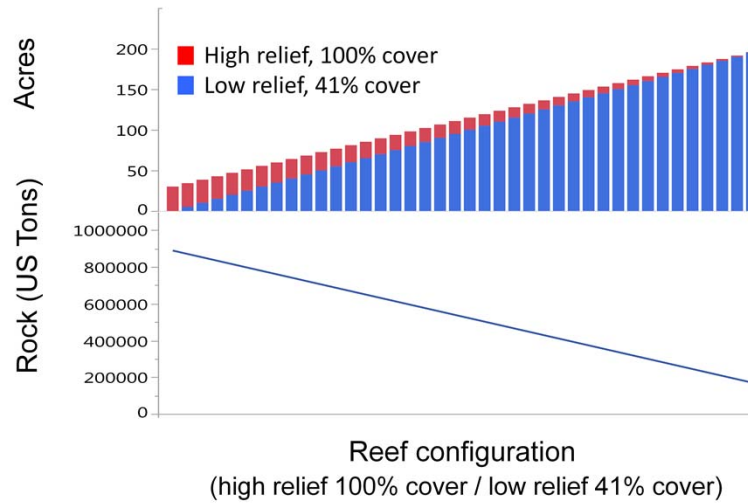 Acres
200
150
100
50
0
High relief, 100% cover
Low relief, 41% cover
Rock (US Tons)
1000000
800000
600000
400000
200000
0
Reef configuration
(high relief 100% cover / low relief 41% cover)